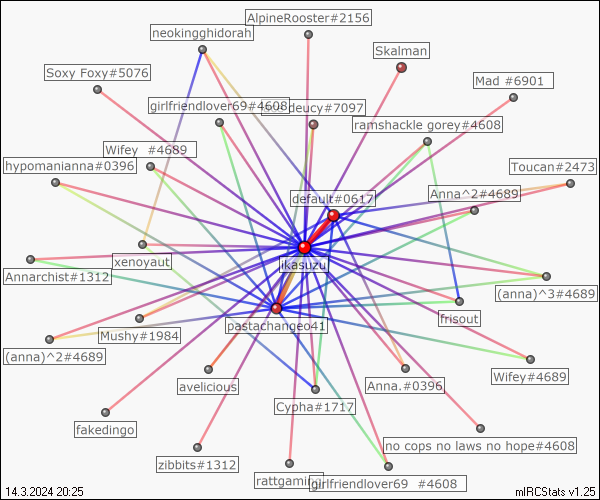 AlpineRooster#2156
neokingghidorah
Skalman
Soxy Foxy#5076
Mad #6901
girlfriendlover69#4608
deucy#7097
ramshackle gorey#4608
Wifey  #4689
hypomanianna#0396
Toucan#2473
Anna^2#4689
default#0617
xenoyaut
ikasuzu
Annarchist#1312
(anna)^3#4689
frisout
pastachangeo41
Mushy#1984
(anna)^2#4689
Wifey#4689
avelicious
Anna.#0396
Cypha#1717
fakedingo
no cops no laws no hope#4608
zibbits#1312
rattgaming
girlfriendlover69  #4608
14.3.2024 20:25
mIRCStats v1.25